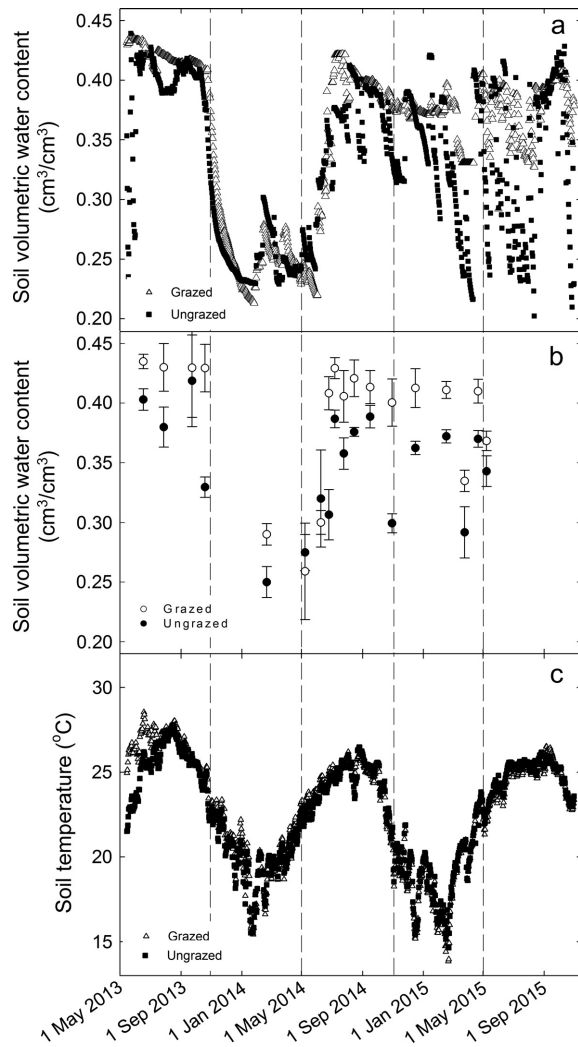 a
Soil volumetric water content
(cm³/cm³)
0.45
0.40
0.35
0.30
0.25
0.20
Grazed
Ungrazed
b
Soil volumetric water content
(cm³/cm³)
0.45
0.40
0.35
0.30
0.25
0.20
Grazed
Ungrazed
c
Soil temperature (°C)
30
25
20
15
Grazed
Ungrazed
1 May 2013
1 Sep 2013
1 Jan 2014
1 May 2014
1 Sep 2014
1 Jan 2015
1 May 2015
1 Sep 2015